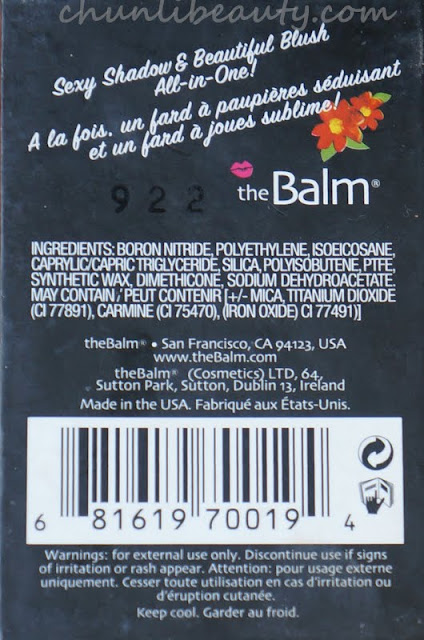 chunlibeauty.com
Sexy Shadow & Beautiful Blush
All-in-One!
A la fois, un fard à paupières séduisant
et un fard à joues sublime!
922
theBalm®
INGREDIENTS: BORON NITRIDE, POLYETHYLENE, ISOEICOSANE,
CAPRYLIC/CAPRIC TRIGLYCERIDE, SILICA, POLYISOBUTENE, PTFE,
SYNTHETIC WAX, DIMETHICONE, SODIUM DEHYDROACETATE.
MAY CONTAIN / PEUT CONTENIR [+/- MICA, TITANIUM DIOXIDE
(CI 77891), CARMINE (CI 75470), (IRON OXIDE) CI 77491)]
theBalm® • San Francisco, CA 94123, USA
www.theBalm.com
theBalm® (Cosmetics) LTD, 64,
Sutton Park, Sutton, Dublin 13, Ireland
Made in the USA. Fabriqué aux États-Unis.
6 81619 70019 4
Warnings: for external use only. Discontinue use if signs
of irritation or rash appear. Attention: pour usage externe
uniquement. Cesser toute utilisation en cas d'irritation ou
d'éruption cutanée.
Keep cool. Garder au froid.